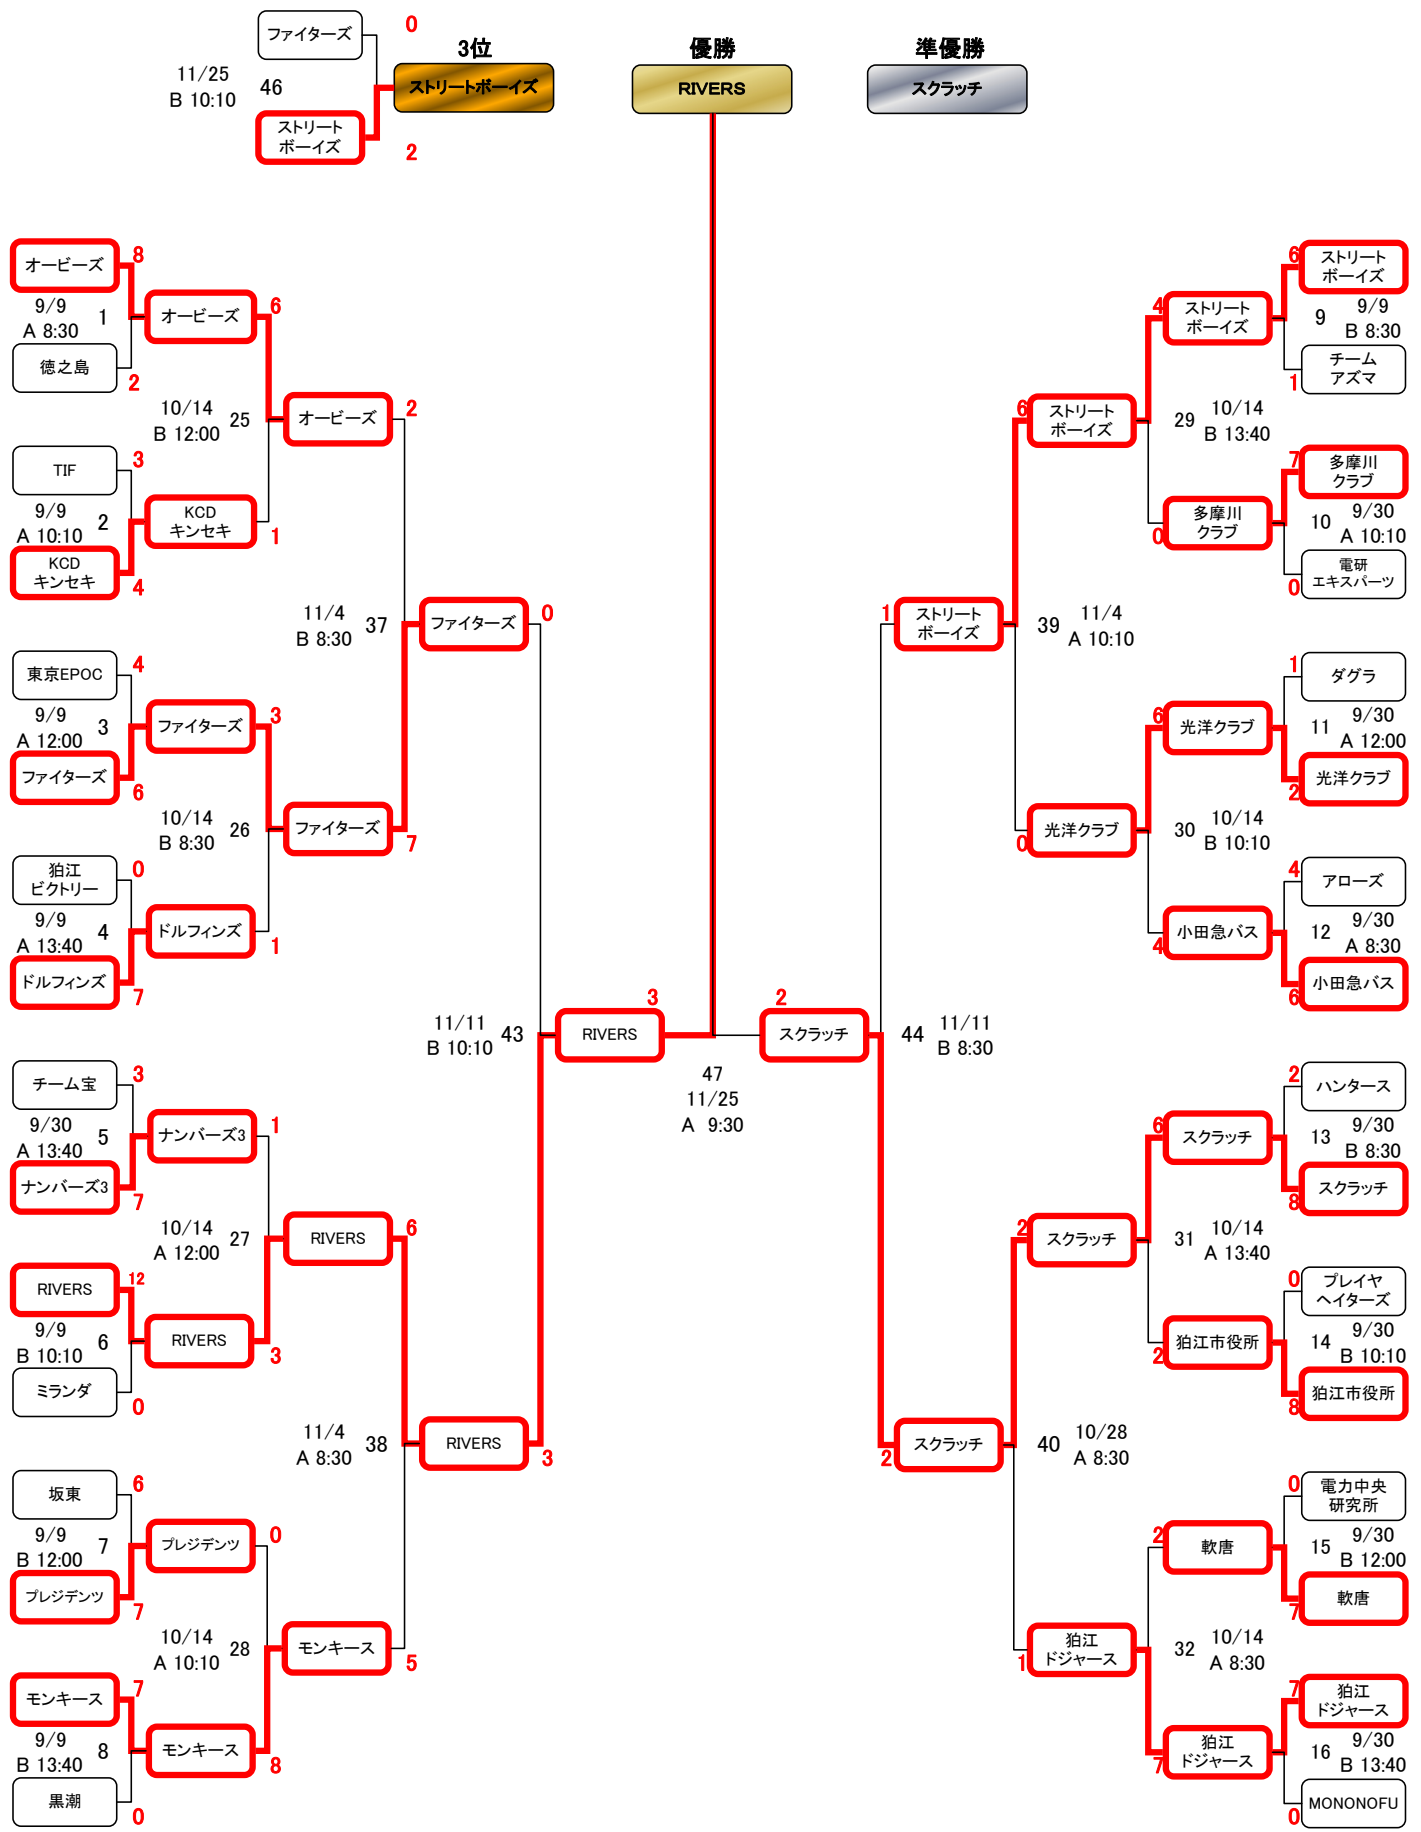 ファイターズ
0
3位
優勝
準優勝
11/25
B 10:10
46
ストリートボーイズ
RIVERS
スクラッチ
ストリート
ボーイズ
2
オービーズ
8
9/9
A 8:30
1
オービーズ
6
徳之島
2
10/14
B 12:00
25
オービーズ
2
TIF
3
9/9
A 10:10
2
KCD
キンセキ
1
KCD
キンセキ
4
11/4
B 8:30
37
ファイターズ
0
東京EPOC
4
9/9
A 12:00
3
ファイターズ
3
ファイターズ
6
10/14
B 8:30
26
ファイターズ
7
狛江
ビクトリー
0
9/9
A 13:40
4
ドルフィンズ
1
ドルフィンズ
7
11/11
B 10:10
43
RIVERS
3
チーム宝
3
9/30
A 13:40
5
ナンバーズ3
1
ナンバーズ3
7
10/14
A 12:00
27
RIVERS
6
RIVERS
12
9/9
B 10:10
6
RIVERS
3
ミランダ
0
11/4
A 8:30
38
RIVERS
3
坂東
6
9/9
B 12:00
7
プレジデンツ
0
プレジデンツ
7
10/14
A 10:10
28
モンキース
5
モンキース
7
9/9
B 13:40
8
モンキース
8
黒潮
0
47
11/25
A 9:30
2
スクラッチ
44
11/11
B 8:30
6
ストリート
ボーイズ
4
ストリート
ボーイズ
9
9/9
B 8:30
1
チーム
アズマ
6
ストリート
ボーイズ
29
10/14
B 13:40
7
多摩川
クラブ
0
多摩川
クラブ
10
9/30
A 10:10
0
電研
エキスパーツ
1
ストリート
ボーイズ
39
11/4
A 10:10
1
ダグラ
6
光洋クラブ
11
9/30
A 12:00
2
光洋クラブ
0
光洋クラブ
30
10/14
B 10:10
4
アローズ
4
小田急バス
12
9/30
A 8:30
6
小田急バス
2
ハンタース
6
スクラッチ
13
9/30
B 8:30
8
スクラッチ
2
スクラッチ
31
10/14
A 13:40
0
プレイヤ
ヘイターズ
2
狛江市役所
14
9/30
B 10:10
8
狛江市役所
2
スクラッチ
40
10/28
A 8:30
0
電力中央
研究所
2
軟唐
15
9/30
B 12:00
7
軟唐
1
狛江
ドジャース
32
10/14
A 8:30
7
狛江
ドジャース
7
狛江
ドジャース
16
9/30
B 13:40
0
MONONOFU